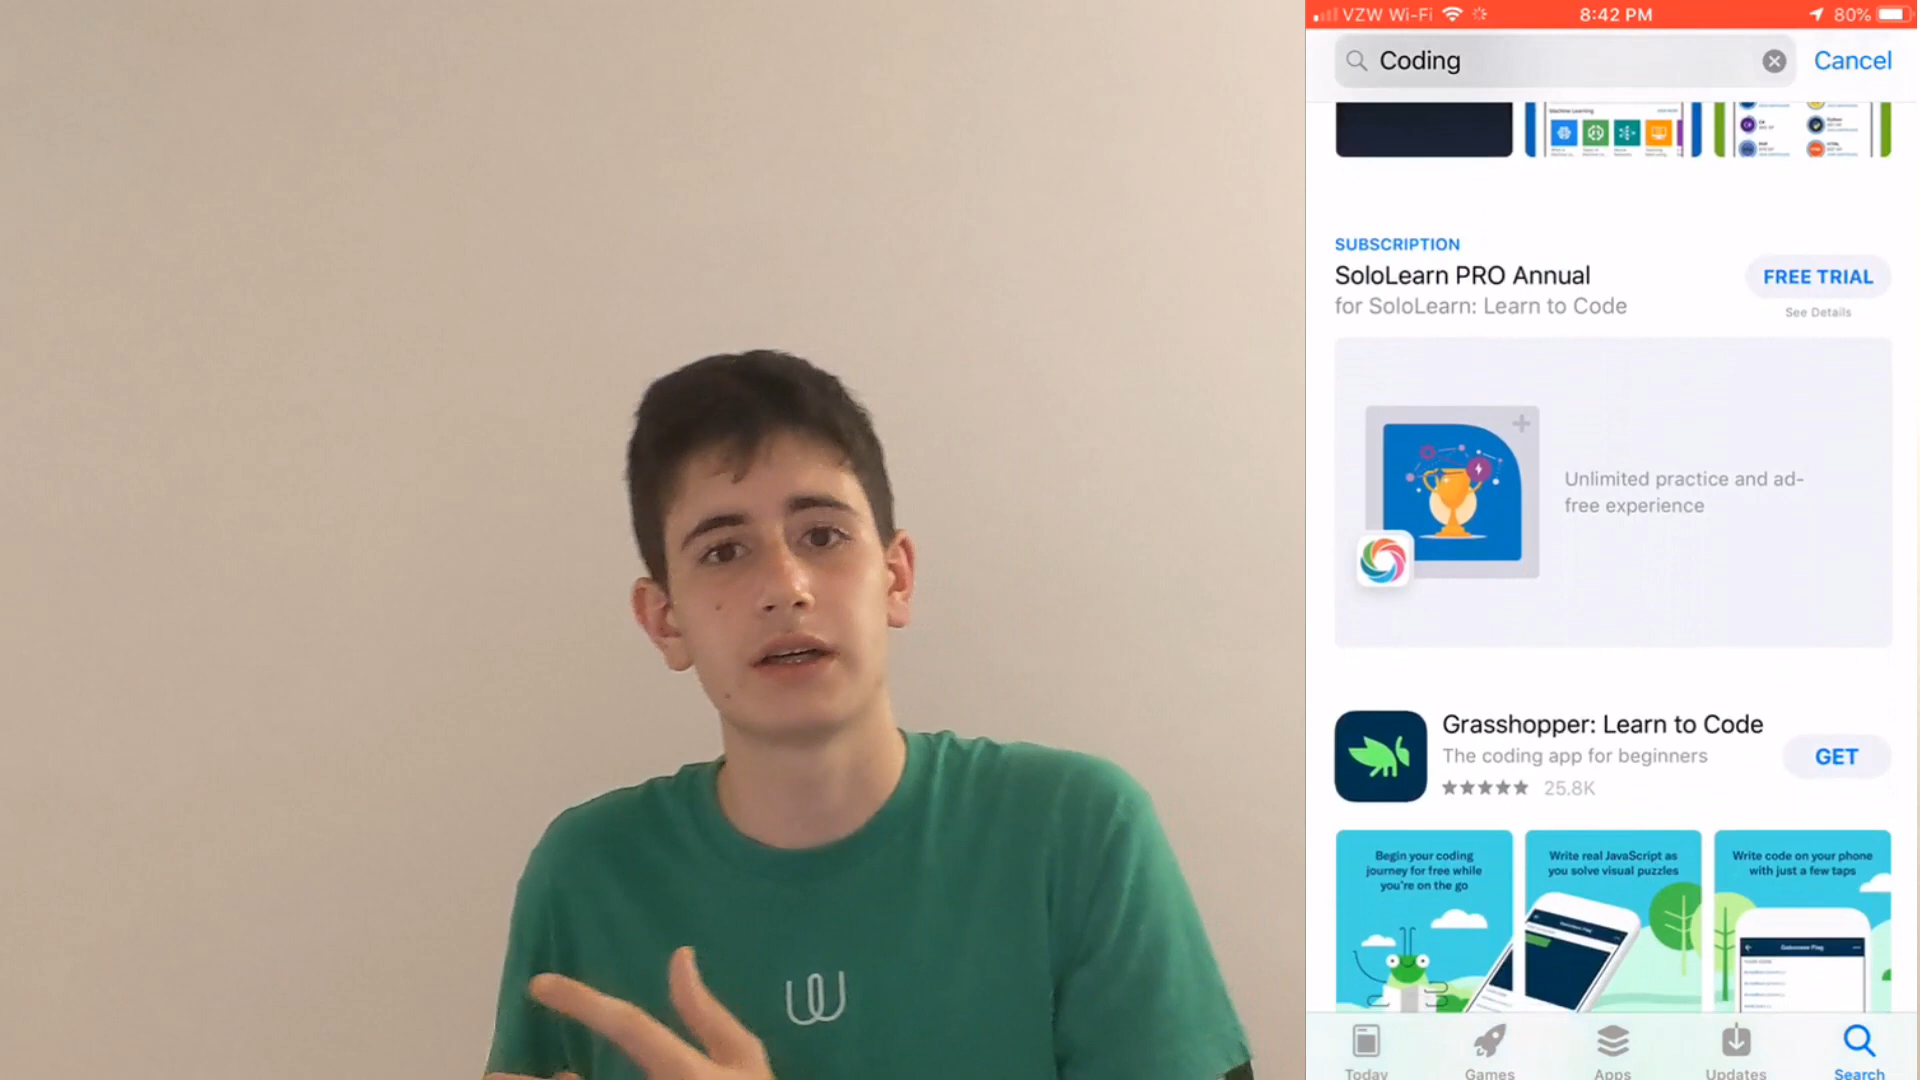 VZW Wi-Fi 8:42 PM 80%
Coding Cancel
Machine Learning
SUBSCRIPTION
SoloLearn PRO Annual
for SoloLearn: Learn to Code
FREE TRIAL
See Details
Unlimited practice and ad-
free experience
Grasshopper: Learn to Code
The coding app for beginners
25.8K
GET
Begin your coding
journey for free while
you're on the go
Write real JavaScript as
you solve visual puzzles
Write code on your phone
with just a few taps
Today Games Apps Updates Search